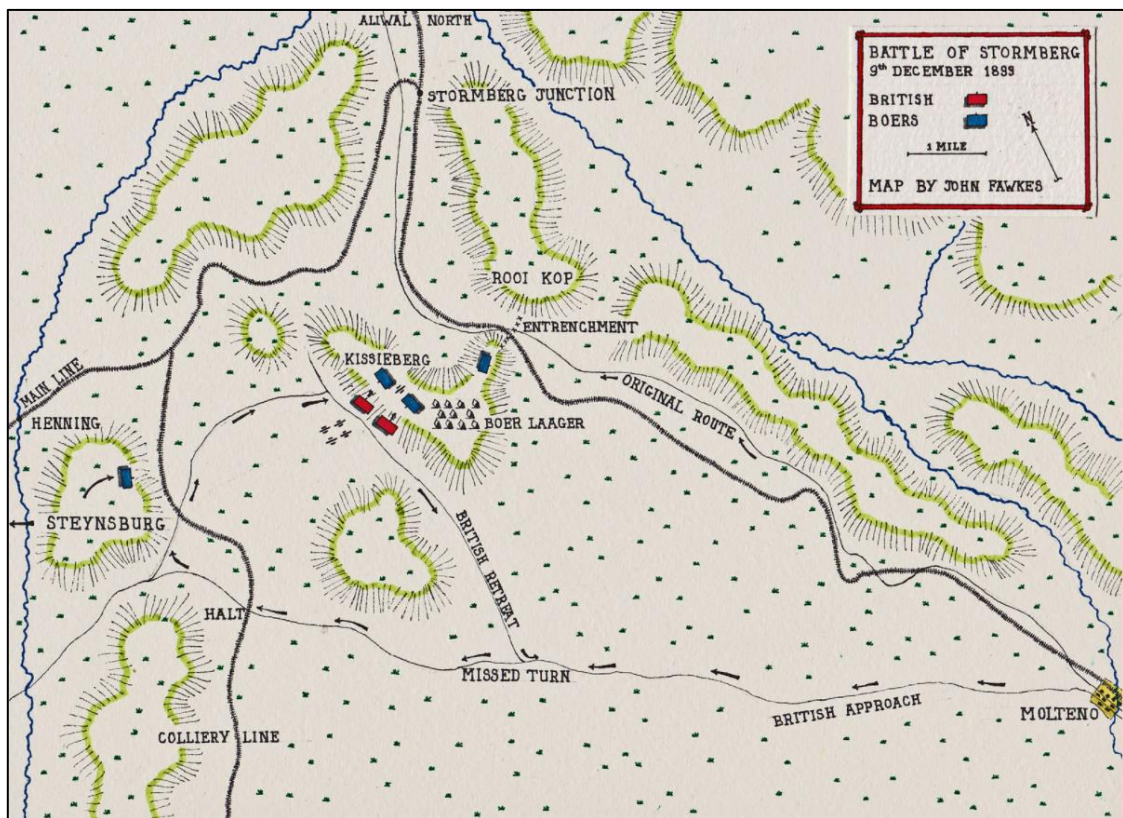 ALIWAL NORTH
STORMBERG JUNCTION
BATTLE OF STORMBERG
9th DECEMBER 1899
BRITISH
BOERS
N
1 MILE
MAP BY JOHN FAWKES
ROOI KOP
ENTRENCHMENT
KISSIEBERG
ORIGINAL ROUTE
MAIN LINE
HENNING
BOER LAAGER
STEYNSBURG
BRITISH RETREAT
HALT
MISSED TURN
BRITISH APPROACH
MOLTENO
COLLIERY LINE